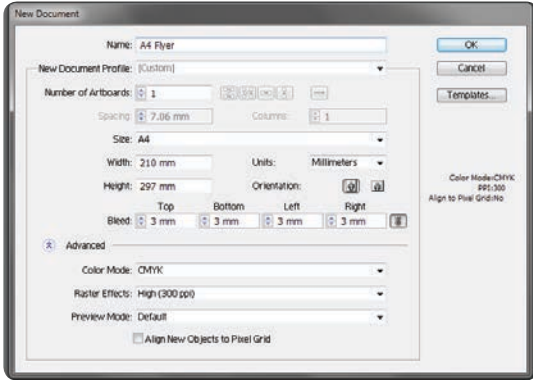 New Document
Name: A4 Flyer
OK
New Document Profile: [Custom]
Cancel
Number of Artboards: 1
Templates...
Spacing: 7.06 mm Columns: 1
Size: A4
Width: 210 mm Units: Millimeters
Height: 297 mm Orientation:
Color Mode:CMYK
PPI:300
Align to Pixel Grid:No
Top Bottom Left Right
Bleed: 3 mm 3 mm 3 mm 3 mm
Advanced
Color Mode: CMYK
Raster Effects: High (300 ppi)
Preview Mode: Default
Align New Objects to Pixel Grid